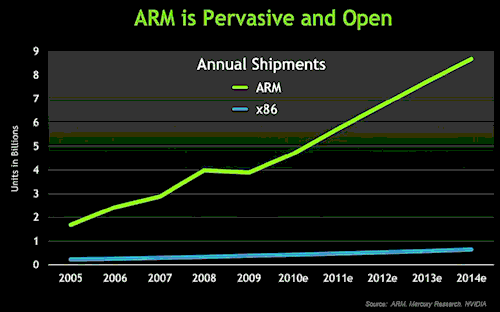 ARM is Pervasive and Open
Annual Shipments
ARM
x86
Units in Billions
9
8
7
6
5
4
3
2
1
0
2005 2006 2007 2008 2009 2010e 2011e 2012e 2013e 2014e
Source: ARM, Mercury Research, NVIDIA